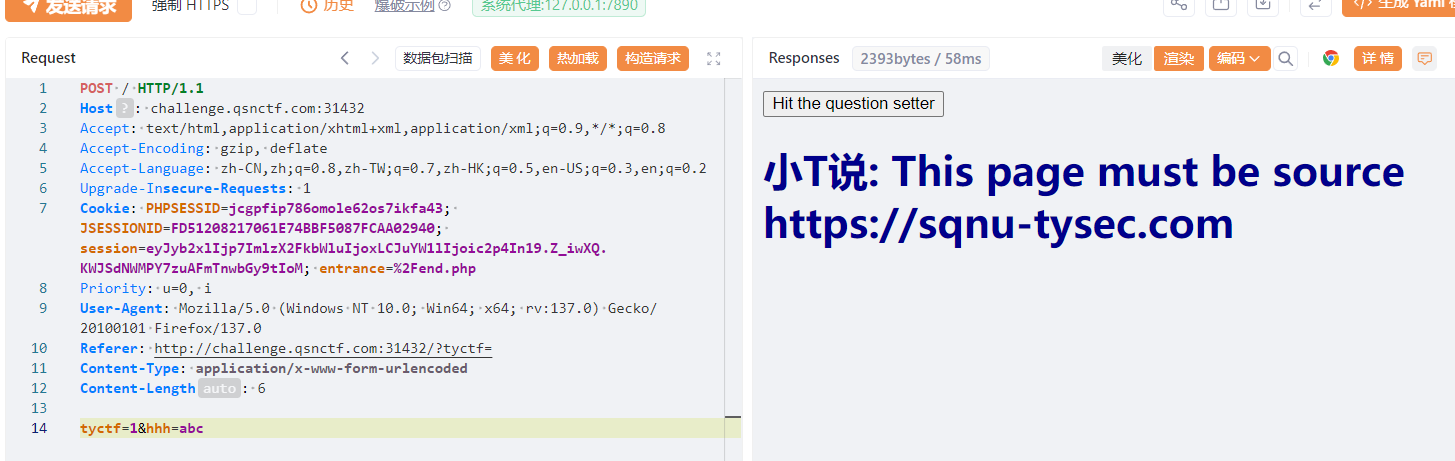 发送请求 强制 HTTPS 历史 爆破示例 系统代理:127.0.0.1:7890 生成 Yaml
Request 数据包扫描 美化 热加载 构造请求
1 POST / HTTP/1.1
2 Host ? : challenge.qsnctf.com:31432
3 Accept: text/html,application/xhtml+xml,application/xml;q=0.9,*/*;q=0.8
4 Accept-Encoding: gzip, deflate
5 Accept-Language: zh-CN,zh;q=0.8,zh-TW;q=0.7,zh-HK;q=0.5,en-US;q=0.3,en;q=0.2
6 Upgrade-Insecure-Requests: 1
7 Cookie: PHPSESSID=jcgpfip786omole62os7ikfa43;
JSESSIONID=FD51208217061E74BBF5087FCAA02940;
session=eyJyb2xlIjp7ImlzX2FkbWluIjoxLCJuYW1lIjoic2p4In19.Z_iwXQ.
KWJSdNWMPY7zuAFmTnwbGy9tIoM; entrance=%2Fend.php
8 Priority: u=0, i
9 User-Agent: Mozilla/5.0 (Windows NT 10.0; Win64; x64; rv:137.0) Gecko/
20100101 Firefox/137.0
10 Referer: http://challenge.qsnctf.com:31432/?tyctf=
11 Content-Type: application/x-www-form-urlencoded
12 Content-Length auto : 6
13
14 tyctf=1&hhh=abc
Responses 2393bytes / 58ms 美化 渲染 编码 详情
Hit the question setter
小T说: This page must be source
https://sqnu-tysec.com